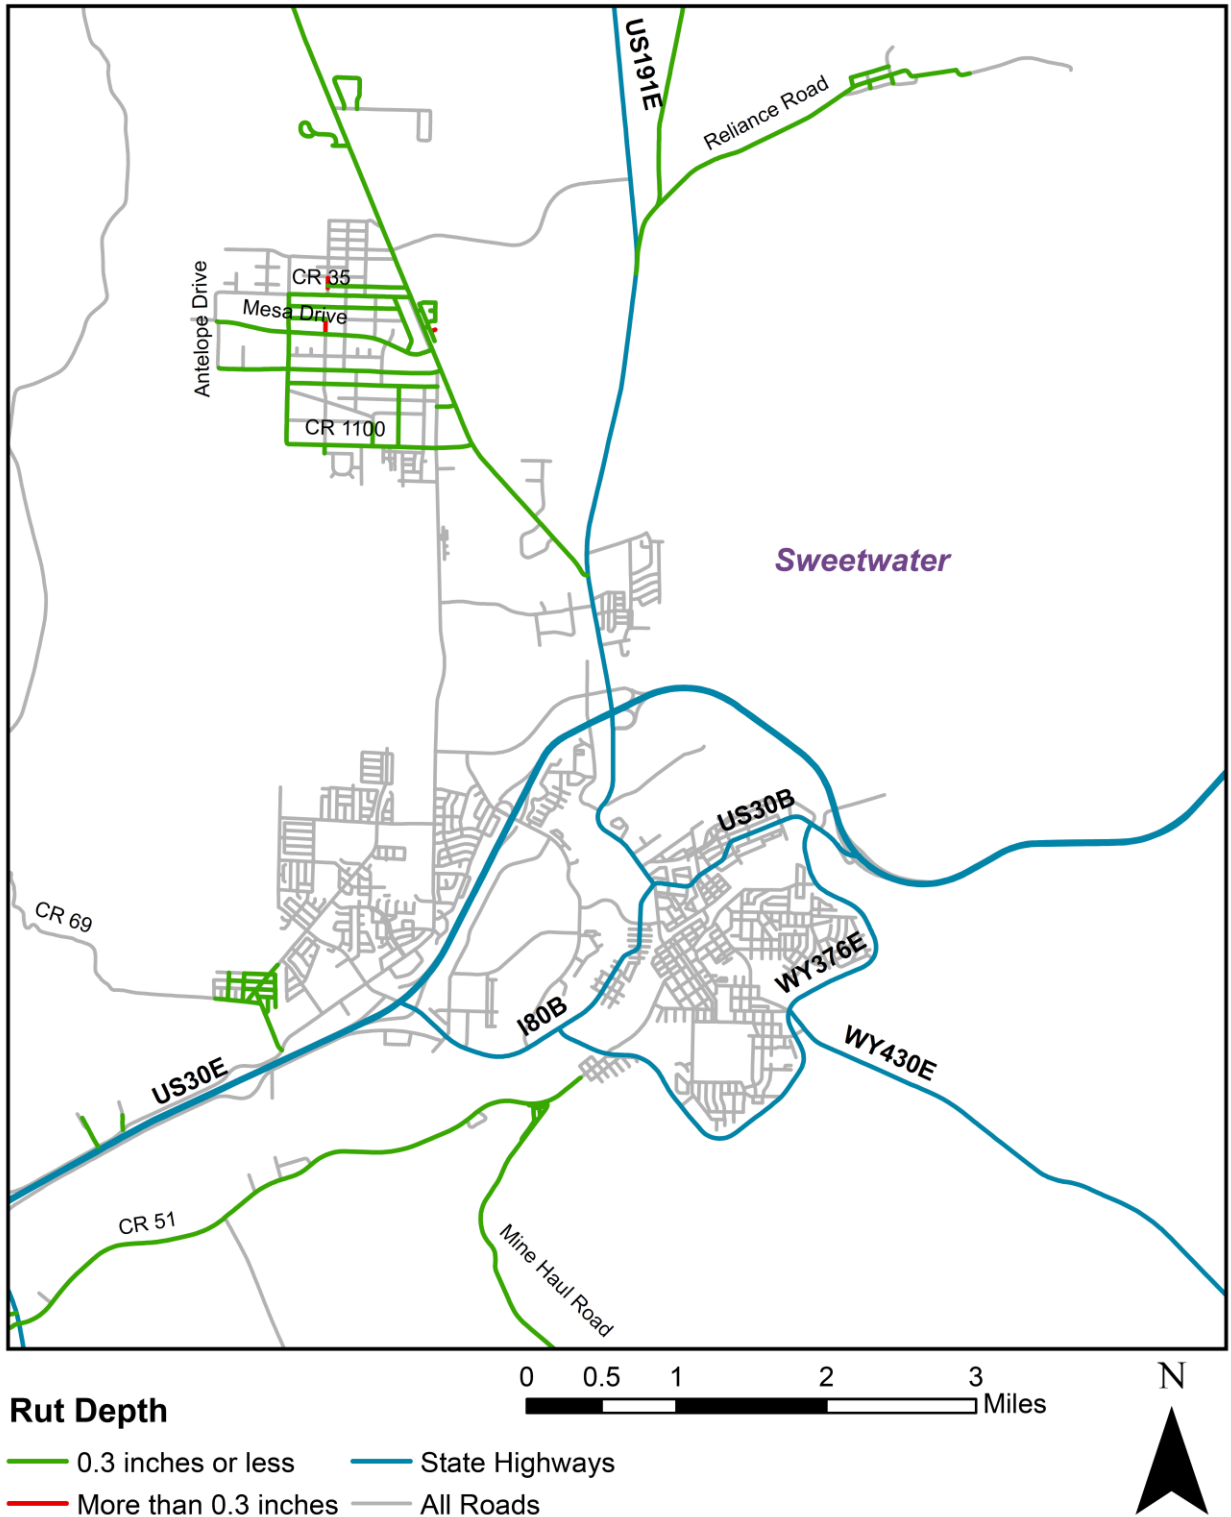 US191E
Reliance Road
CR 35
Mesa Drive
Antelope Drive
CR 1100
Sweetwater
US30B
CR 69
WY376E
I80B
WY430E
US30E
CR 51
Mine Haul Road
0 0.5 1 2 3
Miles
N
Rut Depth
0.3 inches or less
State Highways
More than 0.3 inches
All Roads